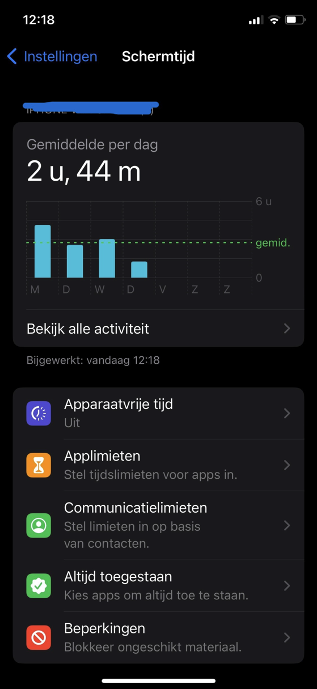 12:18
Instellingen
Schermtijd
Gemiddelde per dag
2 u, 44 m
6 u
gemid.
0
M D W D V Z Z
Bekijk alle activiteit
Bijgewerkt: vandaag 12:18
Apparaatvrije tijd
Uit
Applimieten
Stel tijdslimieten voor apps in.
Communicatielimieten
Stel limieten in op basis
van contacten.
Altijd toegestaan
Kies apps om altijd toe te staan.
Beperkingen
Blokkeer ongeschikt materiaal.